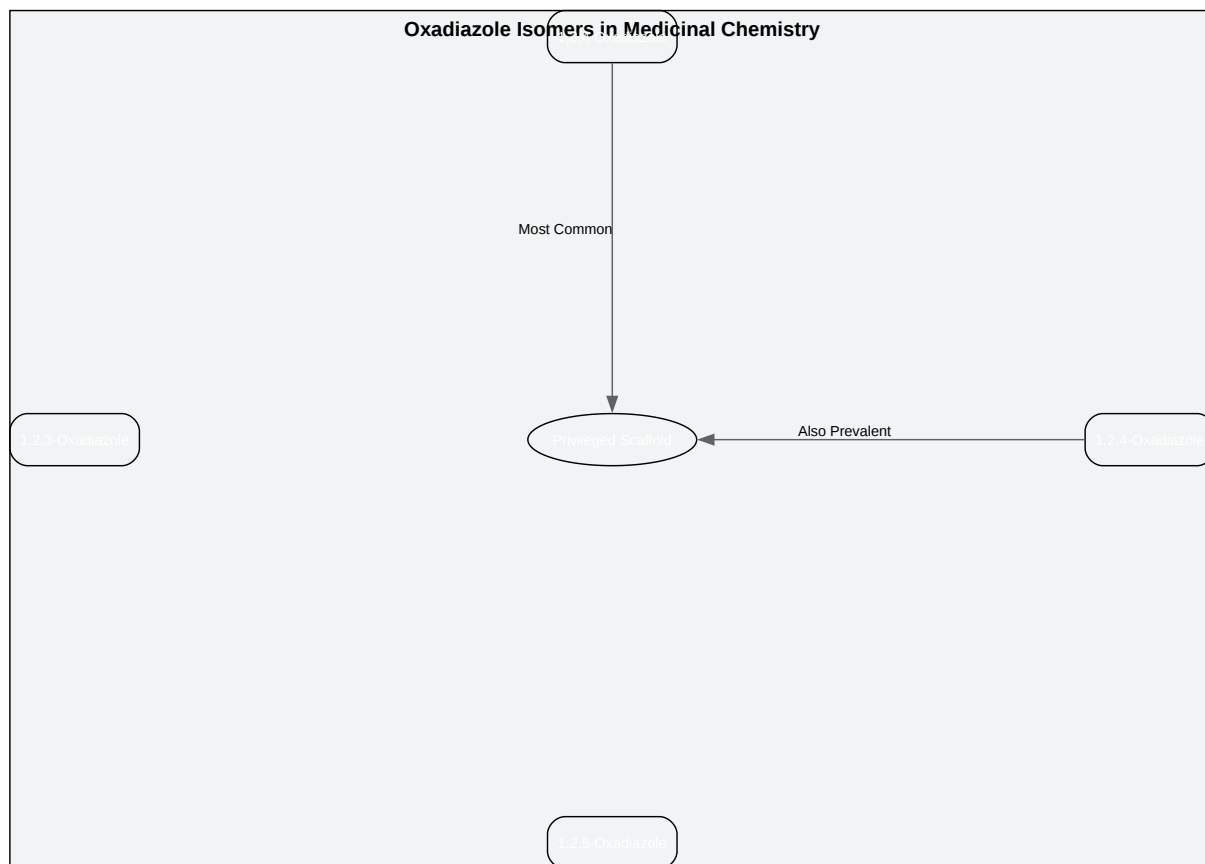 Oxadiazole Isomers in Medicinal Chemistry
Most Common
1,2,3-Oxadiazole
Privileged Scaffold
Also Prevalent
1,2,4-Oxadiazole
1,2,5-Oxadiazole